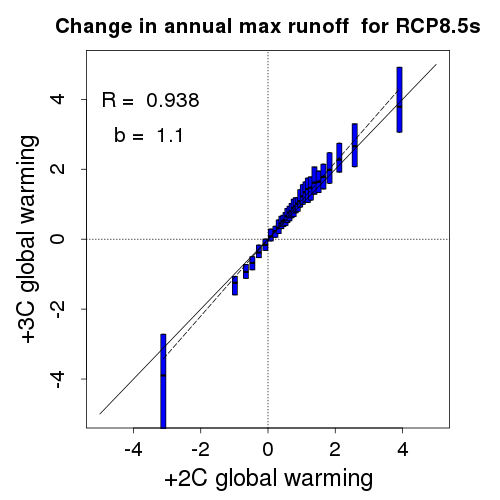 Change in annual max runoff  for RCP8.5s
R =  0.938
b =  1.1
+3C global warming
4
2
0
-2
-4
-4 -2 0 2 4
+2C global warming